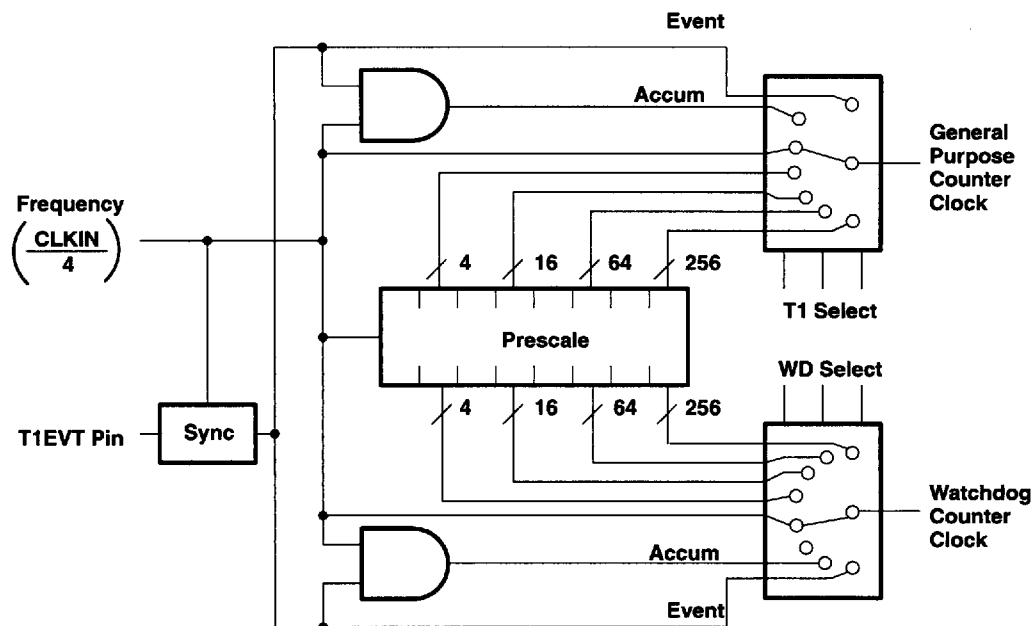 Event
Accum
General
Purpose
Counter
Clock
Frequency
(CLKIN/4)
4 16 64 256
T1 Select
Prescale
WD Select
4 16 64 256
T1EVT Pin
Sync
Watchdog
Counter
Clock
Accum
Event